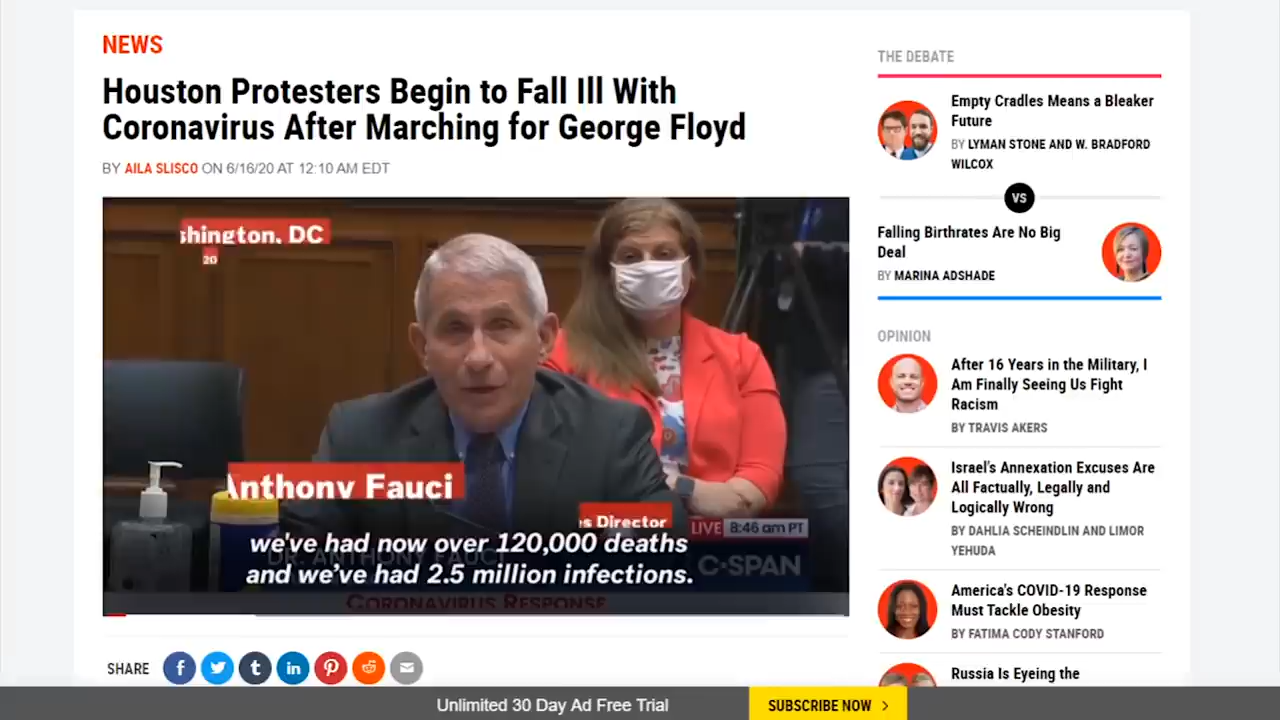 NEWS
Houston Protesters Begin to Fall Ill With
Coronavirus After Marching for George Floyd
BY AILA SLISCO ON 6/16/20 AT 12:10 AM EDT
shington, DC
20
Anthony Fauci
s Director
LIVE 8:46 am PT
we've had now over 120,000 deaths
and we've had 2.5 million infections.
DR. ANTHONY FAUCI
C-SPAN
CORONAVIRUS RESPONSE
SHARE
THE DEBATE
Empty Cradles Means a Bleaker
Future
BY LYMAN STONE AND W. BRADFORD
WILCOX
VS
Falling Birthrates Are No Big
Deal
BY MARINA ADSHADE
OPINION
After 16 Years in the Military, I
Am Finally Seeing Us Fight
Racism
BY TRAVIS AKERS
Israel's Annexation Excuses Are
All Factually, Legally and
Logically Wrong
BY DAHLIA SCHEINDLIN AND LIMOR
YEHUDA
America's COVID-19 Response
Must Tackle Obesity
BY FATIMA CODY STANFORD
Russia Is Eyeing the
Unlimited 30 Day Ad Free Trial
SUBSCRIBE NOW >